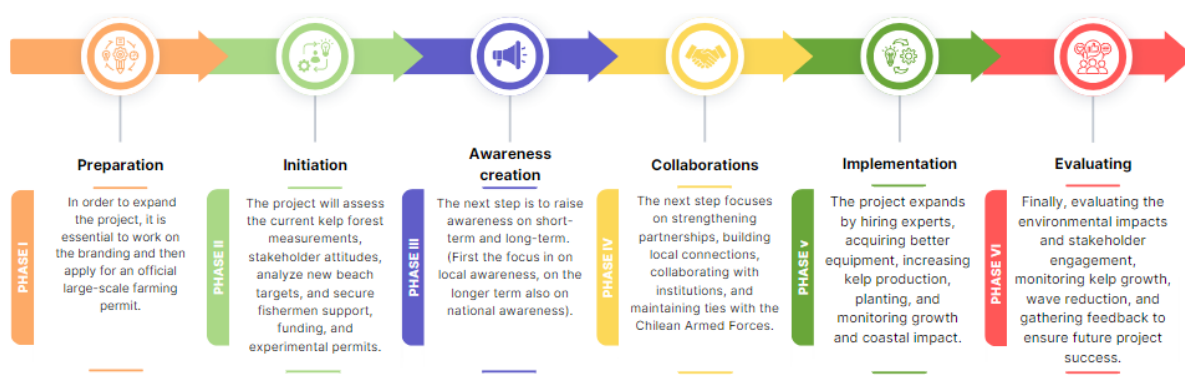 Preparation
PHASE I
In order to expand
the project, it is
essential to work on
the branding and then
apply for an official
large-scale farming
permit.
Initiation
PHASE II
The project will assess
the current kelp forest
measurements,
stakeholder attitudes,
analyze new beach
targets, and secure
fishermen support,
funding, and
experimental permits.
Awareness
creation
PHASE III
The next step is to raise
awareness on short-
term and long-term.
(First the focus in on
local awareness, on the
longer term also on
national awareness).
Collaborations
PHASE IV
The next step focuses
on strengthening
partnerships, building
local connections,
collaborating with
institutions, and
maintaining ties with the
Chilean Armed Forces.
Implementation
PHASE v
The project expands
by hiring experts,
acquiring better
equipment, increasing
kelp production,
planting, and
monitoring growth
and coastal impact.
Evaluating
PHASE VI
Finally, evaluating the
environmental impacts
and stakeholder
engagement,
monitoring kelp growth,
wave reduction, and
gathering feedback to
ensure future project
success.